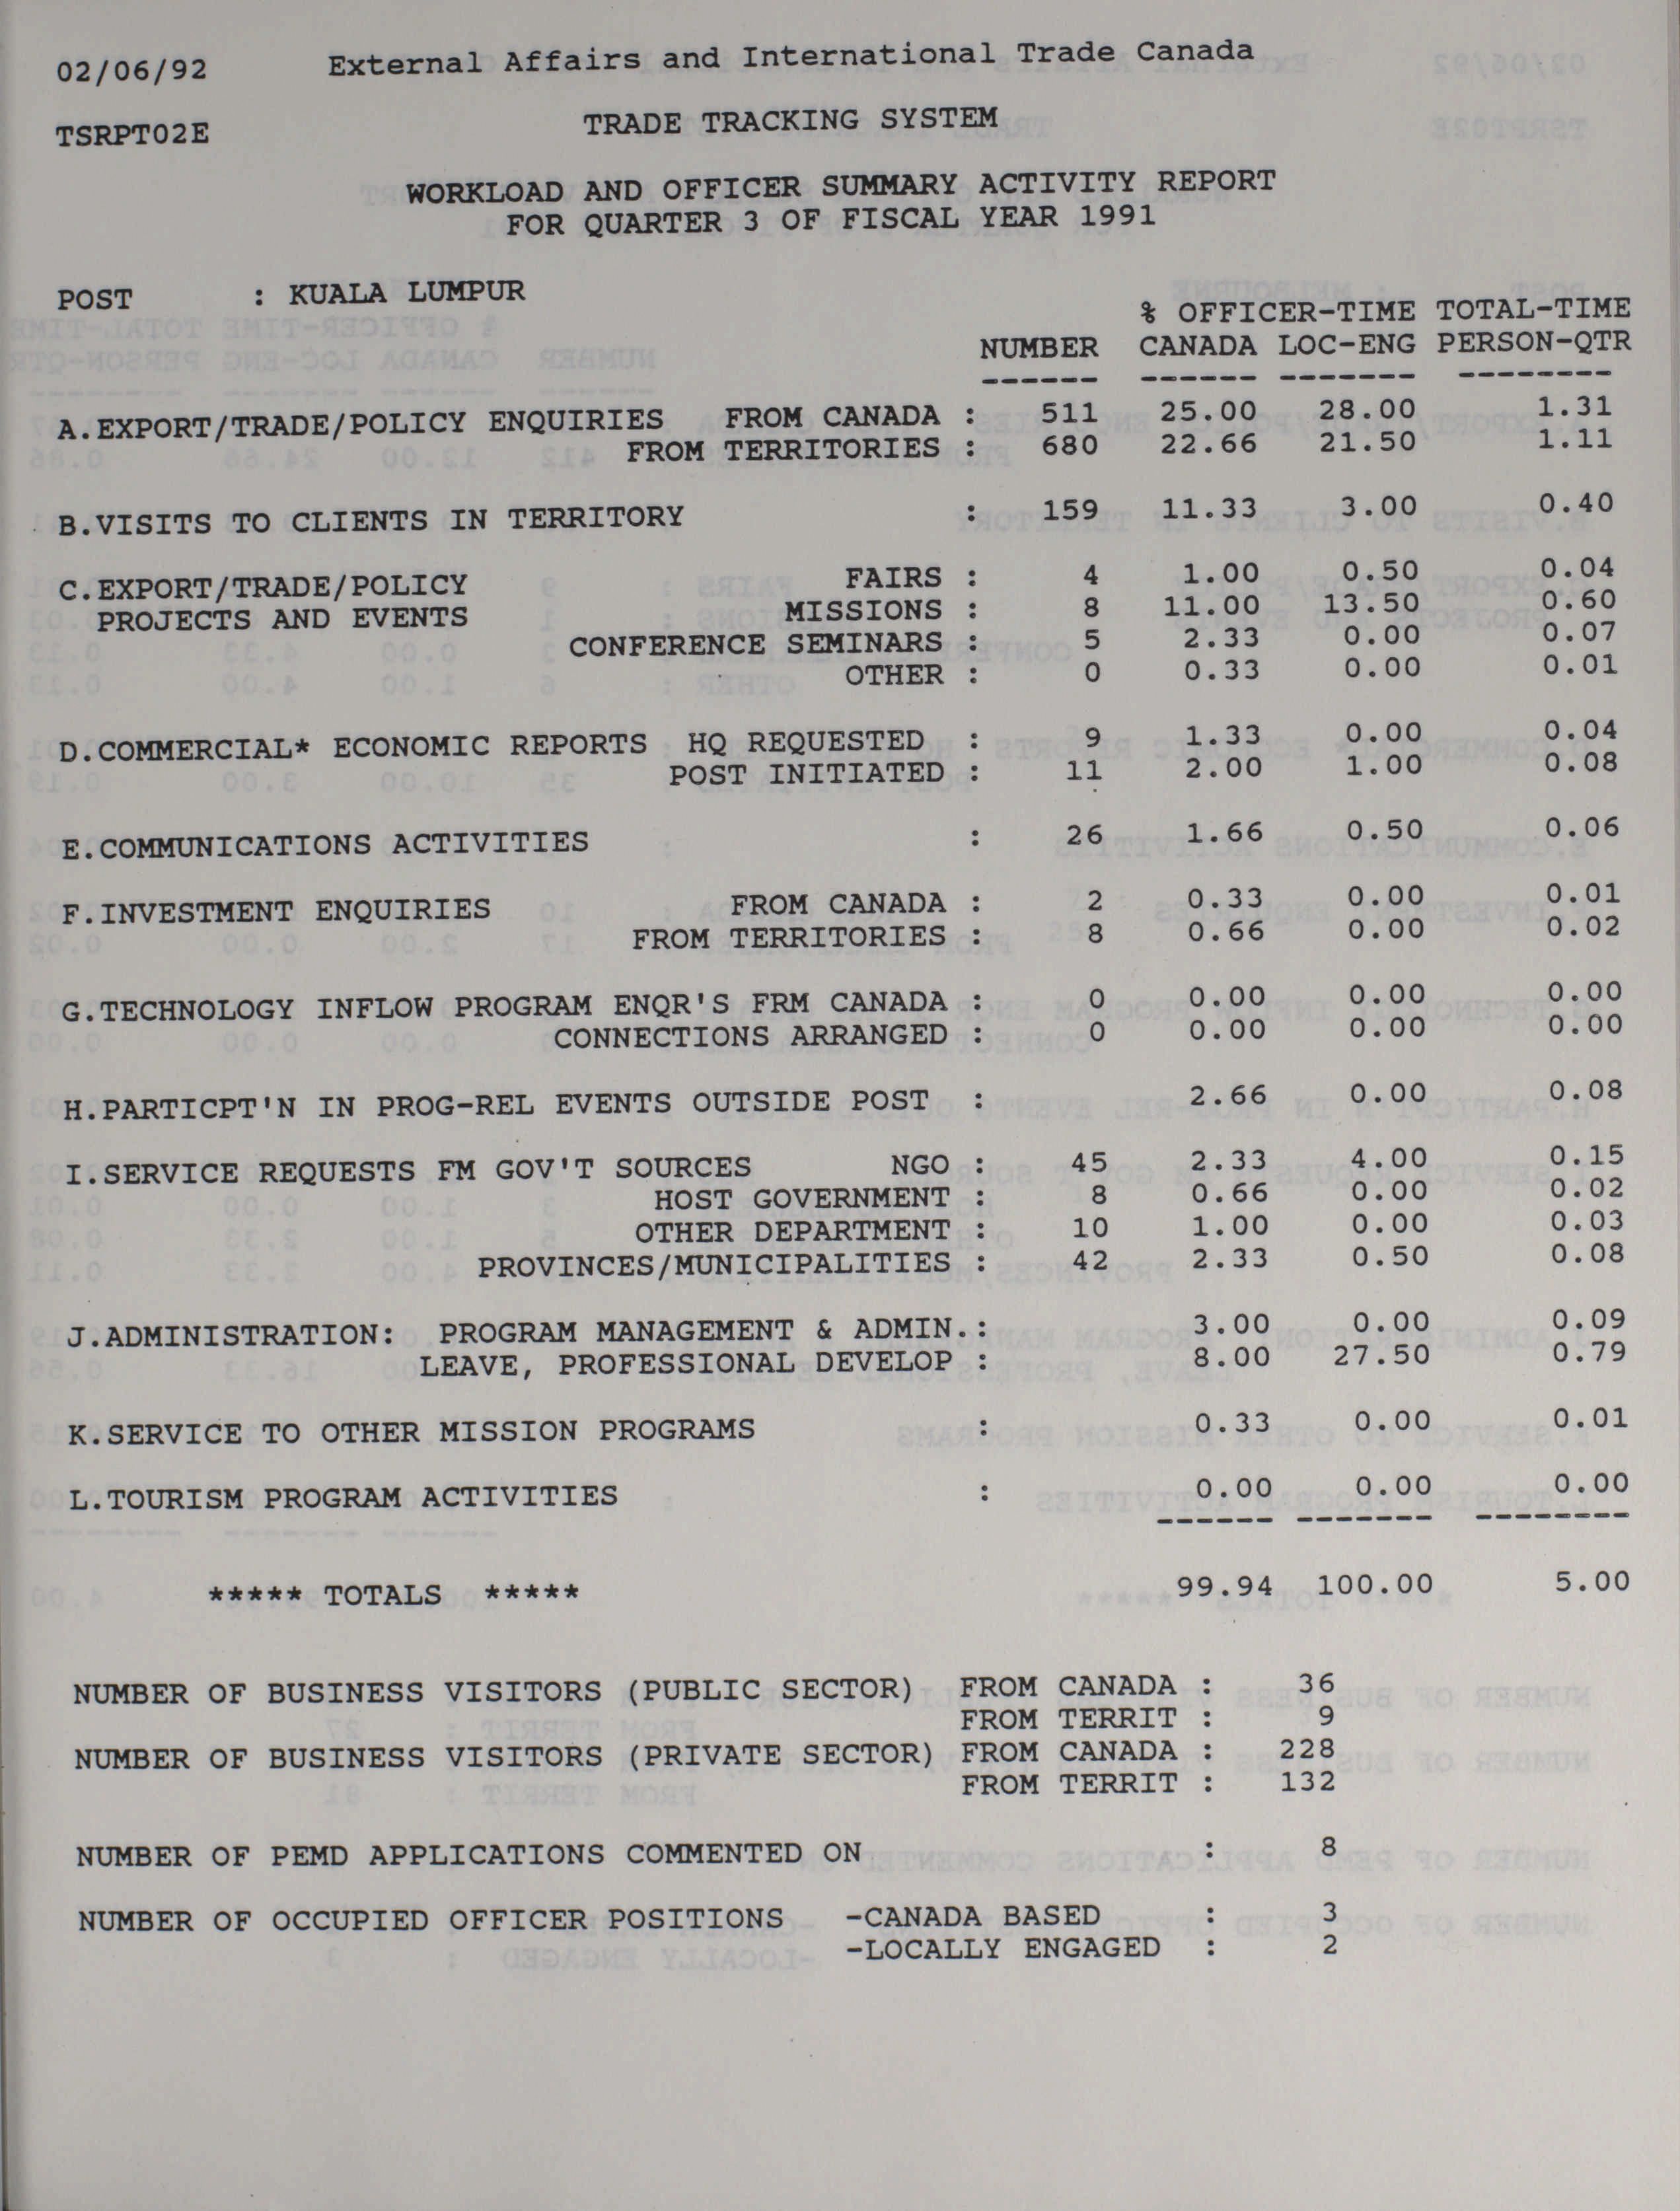 02/06/92 External Affairs and International Trade Canada
TSRPT02E TRADE TRACKING SYSTEM
WORKLOAD AND OFFICER SUMMARY ACTIVITY REPORT
FOR QUARTER 3 OF FISCAL YEAR 1991
POST : KUALA LUMPUR
% OFFICER-TIME TOTAL-TIME
NUMBER CANADA LOC-ENG PERSON-QTR
------ ------ ------- --------
A.EXPORT/TRADE/POLICY ENQUIRIES FROM CANADA : 511 25.00 28.00 1.31
FROM TERRITORIES : 680 22.66 21.50 1.11
B.VISITS TO CLIENTS IN TERRITORY : 159 11.33 3.00 0.40
C.EXPORT/TRADE/POLICY FAIRS : 4 1.00 0.50 0.04
PROJECTS AND EVENTS MISSIONS : 8 11.00 13.50 0.60
CONFERENCE SEMINARS : 5 2.33 0.00 0.07
OTHER : 0 0.33 0.00 0.01
D.COMMERCIAL* ECONOMIC REPORTS HQ REQUESTED : 9 1.33 0.00 0.04
POST INITIATED : 11 2.00 1.00 0.08
E.COMMUNICATIONS ACTIVITIES : 26 1.66 0.50 0.06
F.INVESTMENT ENQUIRIES FROM CANADA : 2 0.33 0.00 0.01
FROM TERRITORIES : 8 0.66 0.00 0.02
G.TECHNOLOGY INFLOW PROGRAM ENQR'S FRM CANADA : 0 0.00 0.00 0.00
CONNECTIONS ARRANGED : 0 0.00 0.00 0.00
H.PARTICPT'N IN PROG-REL EVENTS OUTSIDE POST : 2.66 0.00 0.08
I.SERVICE REQUESTS FM GOV'T SOURCES NGO : 45 2.33 4.00 0.15
HOST GOVERNMENT : 8 0.66 0.00 0.02
OTHER DEPARTMENT : 10 1.00 0.00 0.03
PROVINCES/MUNICIPALITIES : 42 2.33 0.50 0.08
J.ADMINISTRATION: PROGRAM MANAGEMENT & ADMIN.: 3.00 0.00 0.09
LEAVE, PROFESSIONAL DEVELOP : 8.00 27.50 0.79
K.SERVICE TO OTHER MISSION PROGRAMS : 0.33 0.00 0.01
L.TOURISM PROGRAM ACTIVITIES : 0.00 0.00 0.00
------ ------- --------
***** TOTALS ***** 99.94 100.00 5.00
NUMBER OF BUSINESS VISITORS (PUBLIC SECTOR) FROM CANADA : 36
FROM TERRIT : 9
NUMBER OF BUSINESS VISITORS (PRIVATE SECTOR) FROM CANADA : 228
FROM TERRIT : 132
NUMBER OF PEMD APPLICATIONS COMMENTED ON : 8
NUMBER OF OCCUPIED OFFICER POSITIONS -CANADA BASED : 3
-LOCALLY ENGAGED : 2